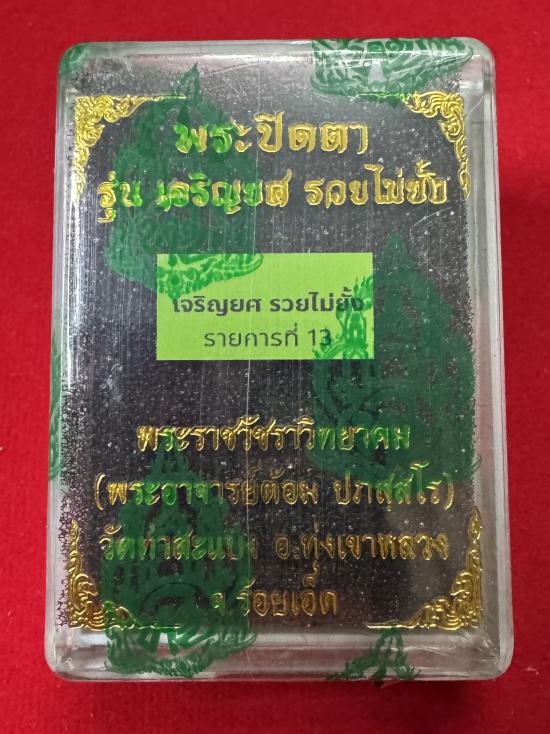 พระปิดตา
รุ่น เจริญยศ รวยไม่ยั้ง
เจริญยศ รวยไม่ยั้ง
รายการที่ 13
พระราชวัชราวิทยาคม
(พระอาจารย์ต้อม ปภสฺสโร)
วัดท่าสะแบง อ.ทุ่งเขาหลวง
จ.ร้อยเอ็ด